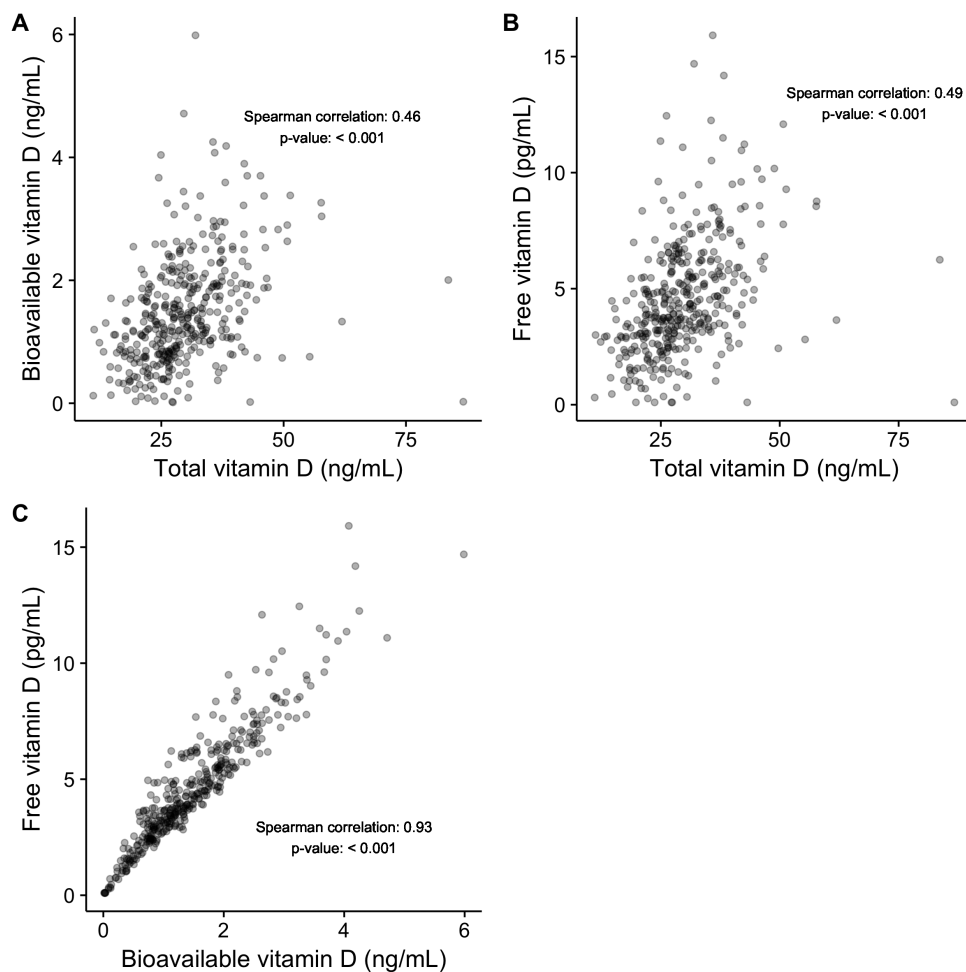 A
Bioavailable vitamin D (ng/mL)
6
4
2
0
Spearman correlation: 0.46
p-value: < 0.001
25
50
75
Total vitamin D (ng/mL)
B
Free vitamin D (pg/mL)
15
10
5
0
Spearman correlation: 0.49
p-value: < 0.001
25
50
75
Total vitamin D (ng/mL)
C
Free vitamin D (pg/mL)
15
10
5
0
Spearman correlation: 0.93
p-value: < 0.001
0
2
4
6
Bioavailable vitamin D (ng/mL)